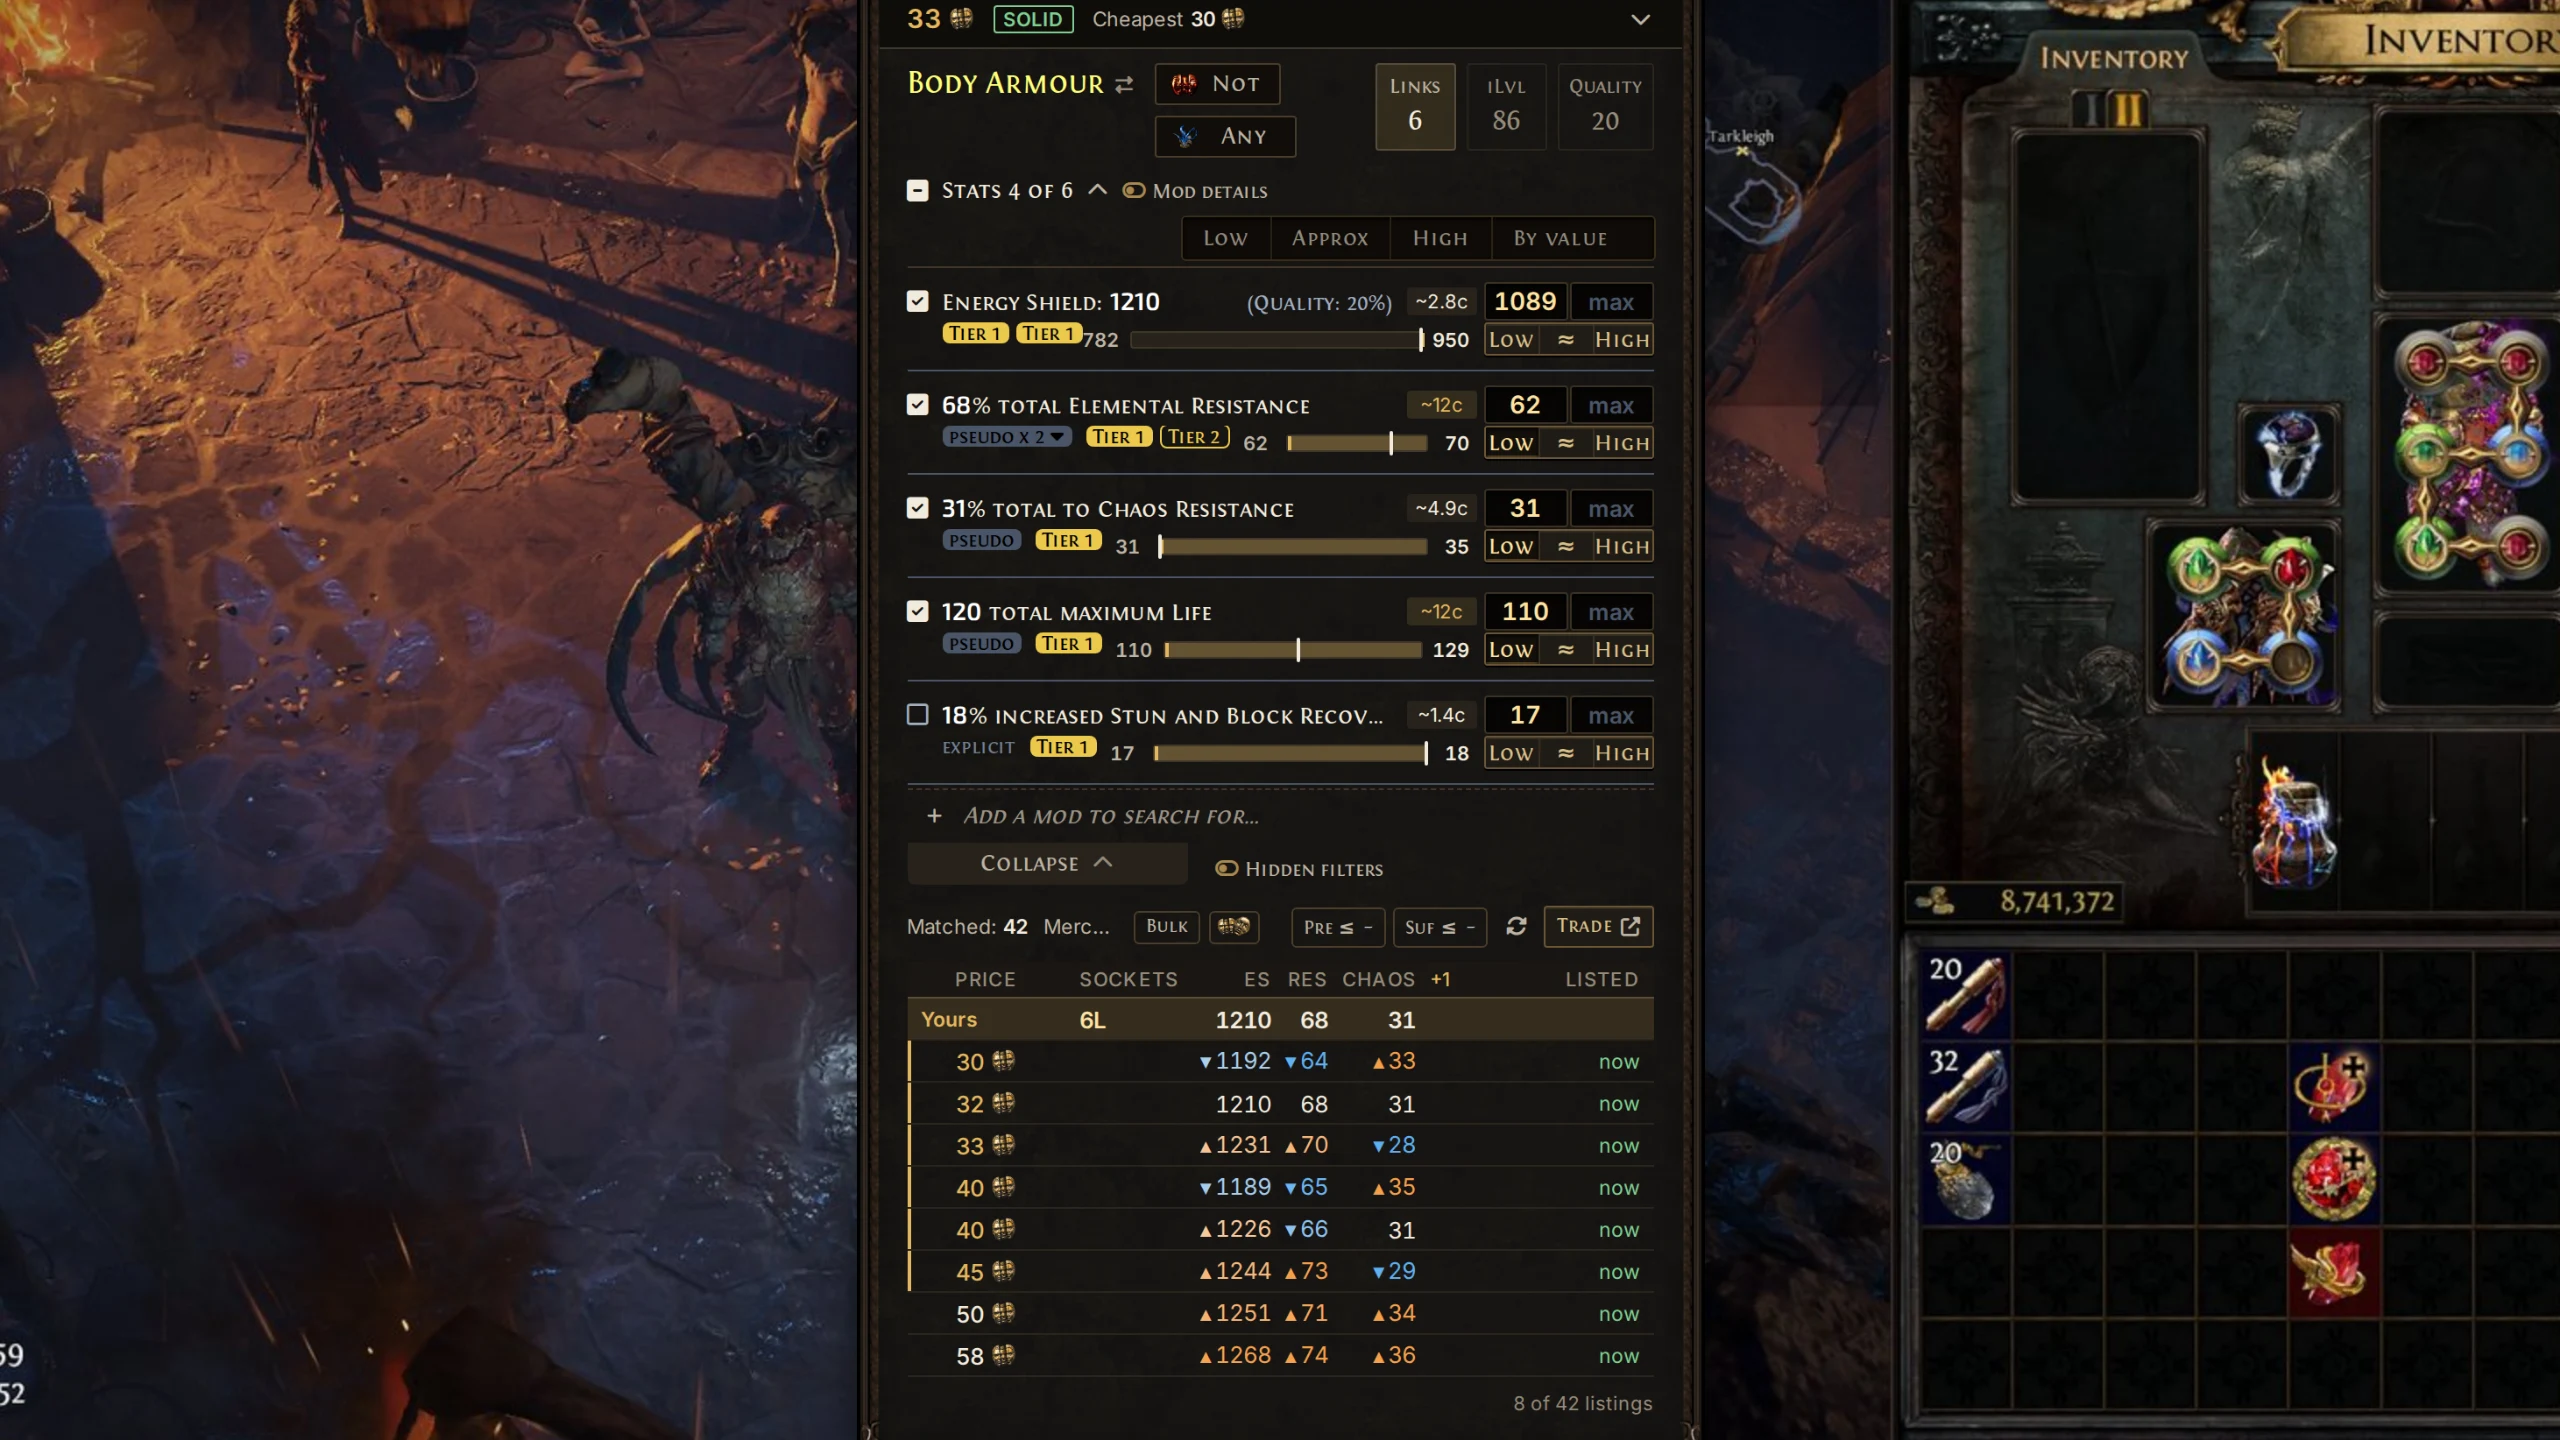 33 SOLID Cheapest 30
BODY ARMOUR
NOT
ANY
LINKS 6
ILVL 86
QUALITY 20
STATS 4 OF 6 MOD DETAILS
LOW APPROX HIGH BY VALUE
ENERGY SHIELD: 1210 (QUALITY: 20%) ~2.8c 1089 max
TIER 1 TIER 1 782 950 LOW ≈ HIGH
68% TOTAL ELEMENTAL RESISTANCE ~12c 62 max
PSEUDO X 2 TIER 1 TIER 2 62 70 LOW ≈ HIGH
31% TOTAL TO CHAOS RESISTANCE ~4.9c 31 max
PSEUDO TIER 1 31 35 LOW ≈ HIGH
120 TOTAL MAXIMUM LIFE ~12c 110 max
PSEUDO TIER 1 110 129 LOW ≈ HIGH
18% INCREASED STUN AND BLOCK RECOV... ~1.4c 17 max
EXPLICIT TIER 1 17 18 LOW ≈ HIGH
+ ADD A MOD TO SEARCH FOR...
COLLAPSE HIDDEN FILTERS
Matched: 42 Merc... BULK PRE ≤ - SUF ≤ - TRADE
PRICE SOCKETS ES RES CHAOS +1 LISTED
Yours 6L 1210 68 31
30 ▼1192 ▼64 ▲33 now
32 1210 68 31 now
33 ▲1231 ▲70 ▼28 now
40 ▼1189 ▼65 ▲35 now
40 ▲1226 ▼66 31 now
45 ▲1244 ▲73 ▼29 now
50 ▲1251 ▲71 ▲34 now
58 ▲1268 ▲74 ▲36 now
8 of 42 listings
59
52
Tarkleigh
INVENTORY
INVENTOR
I II
8,741,372
20
32
20